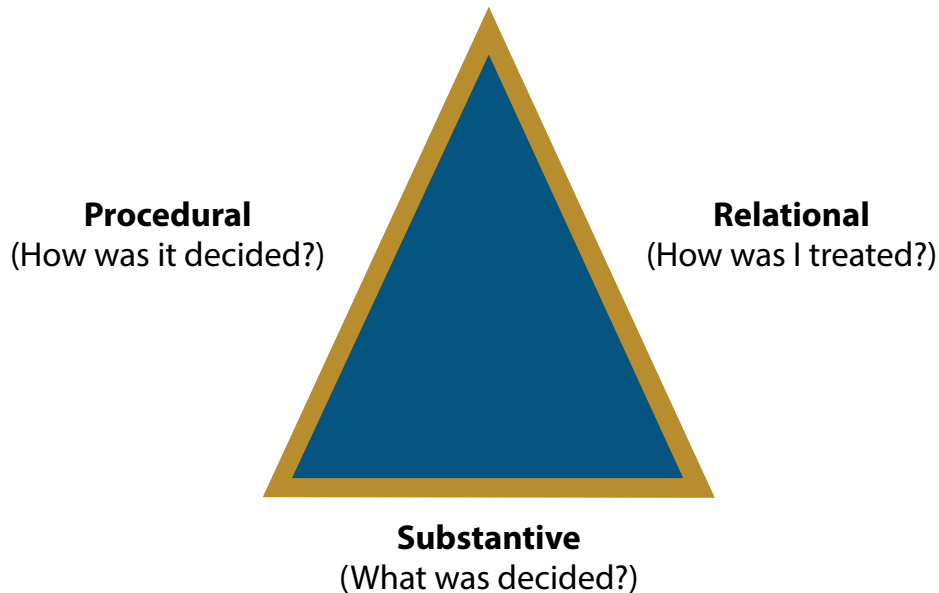 Procedural
(How was it decided?)
Relational
(How was I treated?)
Substantive
(What was decided?)